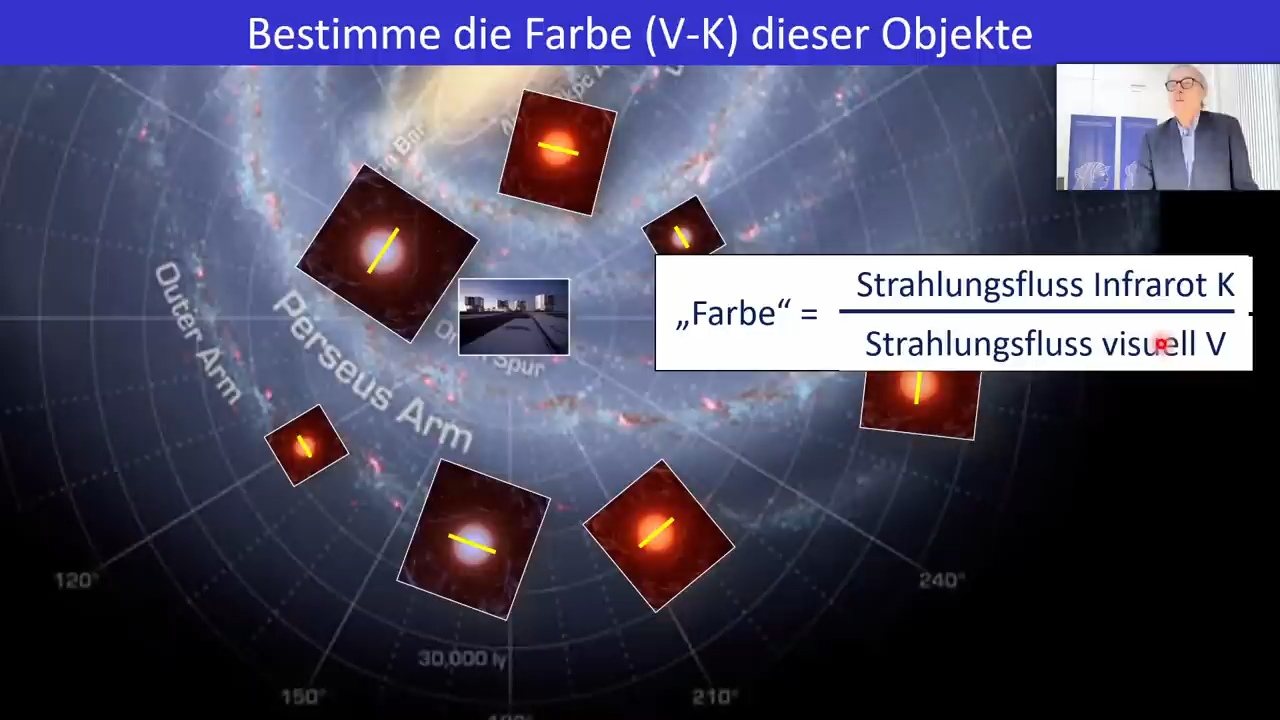 Bestimme die Farbe (V-K) dieser Objekte
Outer Arm
Perseus Arm
Spur
„Farbe“ =
Strahlungsfluss Infrarot K
Strahlungsfluss visuell V
120°
240°
30,000 ly
150°
210°